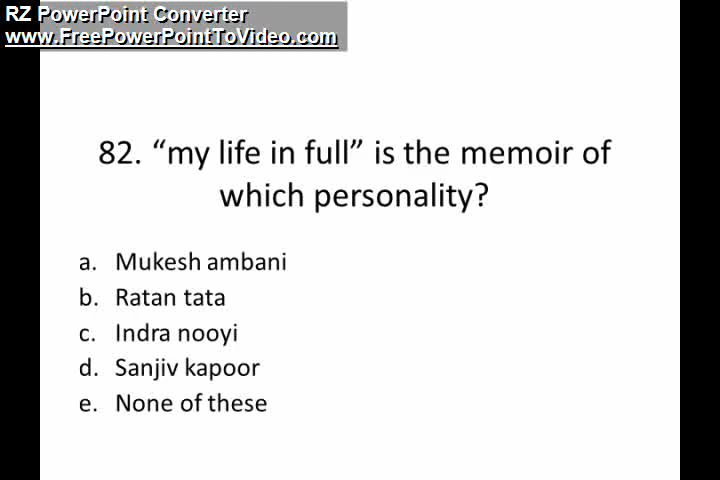 RZ PowerPoint Converter
www.FreePowerPointToVideo.com
82. “my life in full” is the memoir of
which personality?
a. Mukesh ambani
b. Ratan tata
c. Indra nooyi
d. Sanjiv kapoor
e. None of these